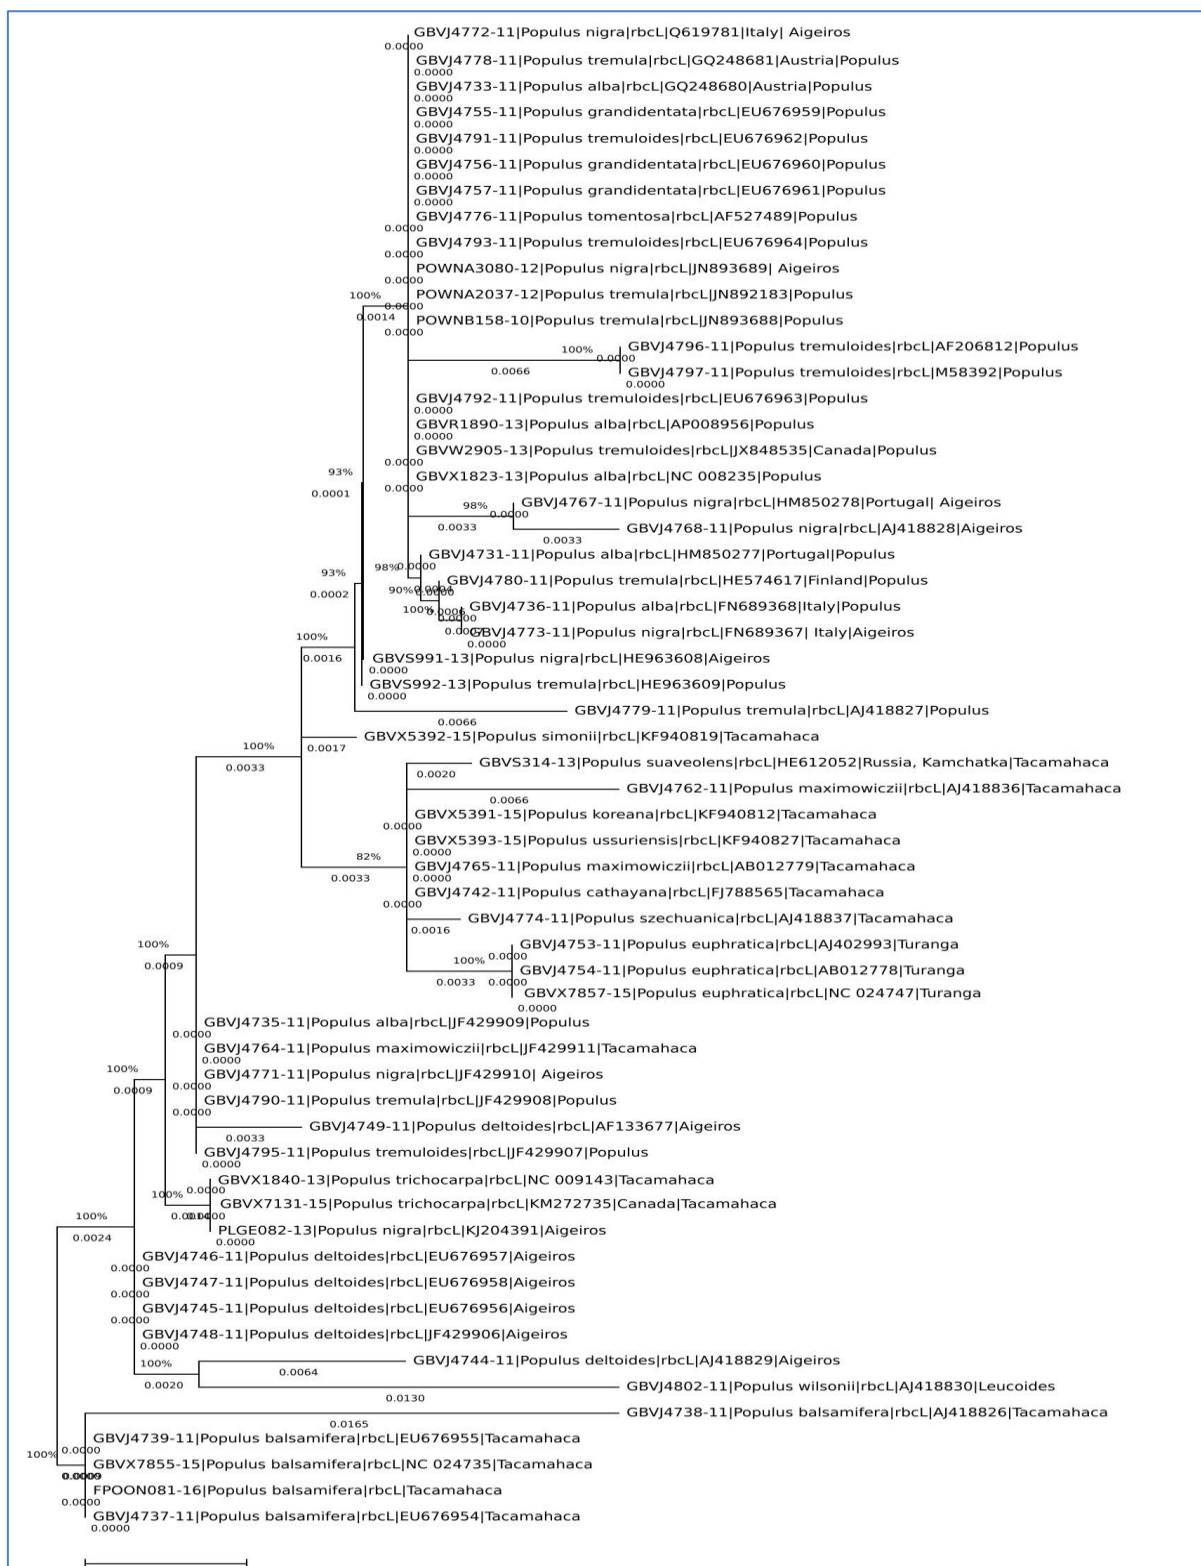 GBVJ4772-11|Populus nigra|rbcL|Q619781|Italy| Aigeiros
0.0000
GBVJ4778-11|Populus tremula|rbcL|GQ248681|Austria|Populus
0.0000
GBVJ4733-11|Populus alba|rbcL|GQ248680|Austria|Populus
0.0000
GBVJ4755-11|Populus grandidentata|rbcL|EU676959|Populus
0.0000
GBVJ4791-11|Populus tremuloides|rbcL|EU676962|Populus
0.0000
GBVJ4756-11|Populus grandidentata|rbcL|EU676960|Populus
0.0000
GBVJ4757-11|Populus grandidentata|rbcL|EU676961|Populus
0.0000
GBVJ4776-11|Populus tomentosa|rbcL|AF527489|Populus
0.0000
GBVJ4793-11|Populus tremuloides|rbcL|EU676964|Populus
0.0000
POWNA3080-12|Populus nigra|rbcL|JN893689| Aigeiros
0.0000
POWNA2037-12|Populus tremula|rbcL|JN892183|Populus
100%
0.0000
0.0014
POWNB158-10|Populus tremula|rbcL|JN893688|Populus
0.0000
GBVJ4796-11|Populus tremuloides|rbcL|AF206812|Populus
100%
0.0000
0.0066
GBVJ4797-11|Populus tremuloides|rbcL|M58392|Populus
0.0000
GBVJ4792-11|Populus tremuloides|rbcL|EU676963|Populus
0.0000
GBVR1890-13|Populus alba|rbcL|AP008956|Populus
0.0000
GBVW2905-13|Populus tremuloides|rbcL|JX848535|Canada|Populus
0.0000
93%
GBVX1823-13|Populus alba|rbcL|NC 008235|Populus
0.0000
0.0001
GBVJ4767-11|Populus nigra|rbcL|HM850278|Portugal| Aigeiros
98%
0.0000
0.0033
GBVJ4768-11|Populus nigra|rbcL|AJ418828|Aigeiros
0.0033
GBVJ4731-11|Populus alba|rbcL|HM850277|Portugal|Populus
98%
0.0000
93%
GBVJ4780-11|Populus tremula|rbcL|HE574617|Finland|Populus
90%
0.0004
0.0000
0.0002
GBVJ4736-11|Populus alba|rbcL|FN689368|Italy|Populus
100%
0.0006
0.0000
GBVJ4773-11|Populus nigra|rbcL|FN689367| Italy|Aigeiros
100%
0.0000
0.0016
GBVS991-13|Populus nigra|rbcL|HE963608|Aigeiros
0.0000
GBVS992-13|Populus tremula|rbcL|HE963609|Populus
0.0000
GBVJ4779-11|Populus tremula|rbcL|AJ418827|Populus
0.0066
GBVX5392-15|Populus simonii|rbcL|KF940819|Tacamahaca
100%
0.0017
0.0033
GBVS314-13|Populus suaveolens|rbcL|HE612052|Russia, Kamchatka|Tacamahaca
0.0020
GBVJ4762-11|Populus maximowiczii|rbcL|AJ418836|Tacamahaca
0.0066
GBVX5391-15|Populus koreana|rbcL|KF940812|Tacamahaca
0.0000
GBVX5393-15|Populus ussuriensis|rbcL|KF940827|Tacamahaca
0.0000
82%
GBVJ4765-11|Populus maximowiczii|rbcL|AB012779|Tacamahaca
0.0033
0.0000
GBVJ4742-11|Populus cathayana|rbcL|FJ788565|Tacamahaca
0.0000
GBVJ4774-11|Populus szechuanica|rbcL|AJ418837|Tacamahaca
0.0016
GBVJ4753-11|Populus euphratica|rbcL|AJ402993|Turanga
100%
0.0009
100%
0.0000
GBVJ4754-11|Populus euphratica|rbcL|AB012778|Turanga
0.0033
0.0000
GBVX7857-15|Populus euphratica|rbcL|NC 024747|Turanga
0.0000
GBVJ4735-11|Populus alba|rbcL|JF429909|Populus
0.0000
GBVJ4764-11|Populus maximowiczii|rbcL|JF429911|Tacamahaca
0.0000
100%
GBVJ4771-11|Populus nigra|rbcL|JF429910| Aigeiros
0.0009
0.0000
GBVJ4790-11|Populus tremula|rbcL|JF429908|Populus
0.0000
GBVJ4749-11|Populus deltoides|rbcL|AF133677|Aigeiros
0.0033
GBVJ4795-11|Populus tremuloides|rbcL|JF429907|Populus
0.0000
GBVX1840-13|Populus trichocarpa|rbcL|NC 009143|Tacamahaca
100%
0.0000
GBVX7131-15|Populus trichocarpa|rbcL|KM272735|Canada|Tacamahaca
100%
0.0024
PLGE082-13|Populus nigra|rbcL|KJ204391|Aigeiros
0.0000
GBVJ4746-11|Populus deltoides|rbcL|EU676957|Aigeiros
0.0000
GBVJ4747-11|Populus deltoides|rbcL|EU676958|Aigeiros
0.0000
GBVJ4745-11|Populus deltoides|rbcL|EU676956|Aigeiros
0.0000
GBVJ4748-11|Populus deltoides|rbcL|JF429906|Aigeiros
0.0000
100%
0.0020
GBVJ4744-11|Populus deltoides|rbcL|AJ418829|Aigeiros
0.0064
GBVJ4802-11|Populus wilsonii|rbcL|AJ418830|Leucoides
0.0130
GBVJ4738-11|Populus balsamifera|rbcL|AJ418826|Tacamahaca
0.0165
GBVJ4739-11|Populus balsamifera|rbcL|EU676955|Tacamahaca
100%
0.0000
GBVX7855-15|Populus balsamifera|rbcL|NC 024735|Tacamahaca
FPOON081-16|Populus balsamifera|rbcL|Tacamahaca
0.0000
GBVJ4737-11|Populus balsamifera|rbcL|EU676954|Tacamahaca
0.0000